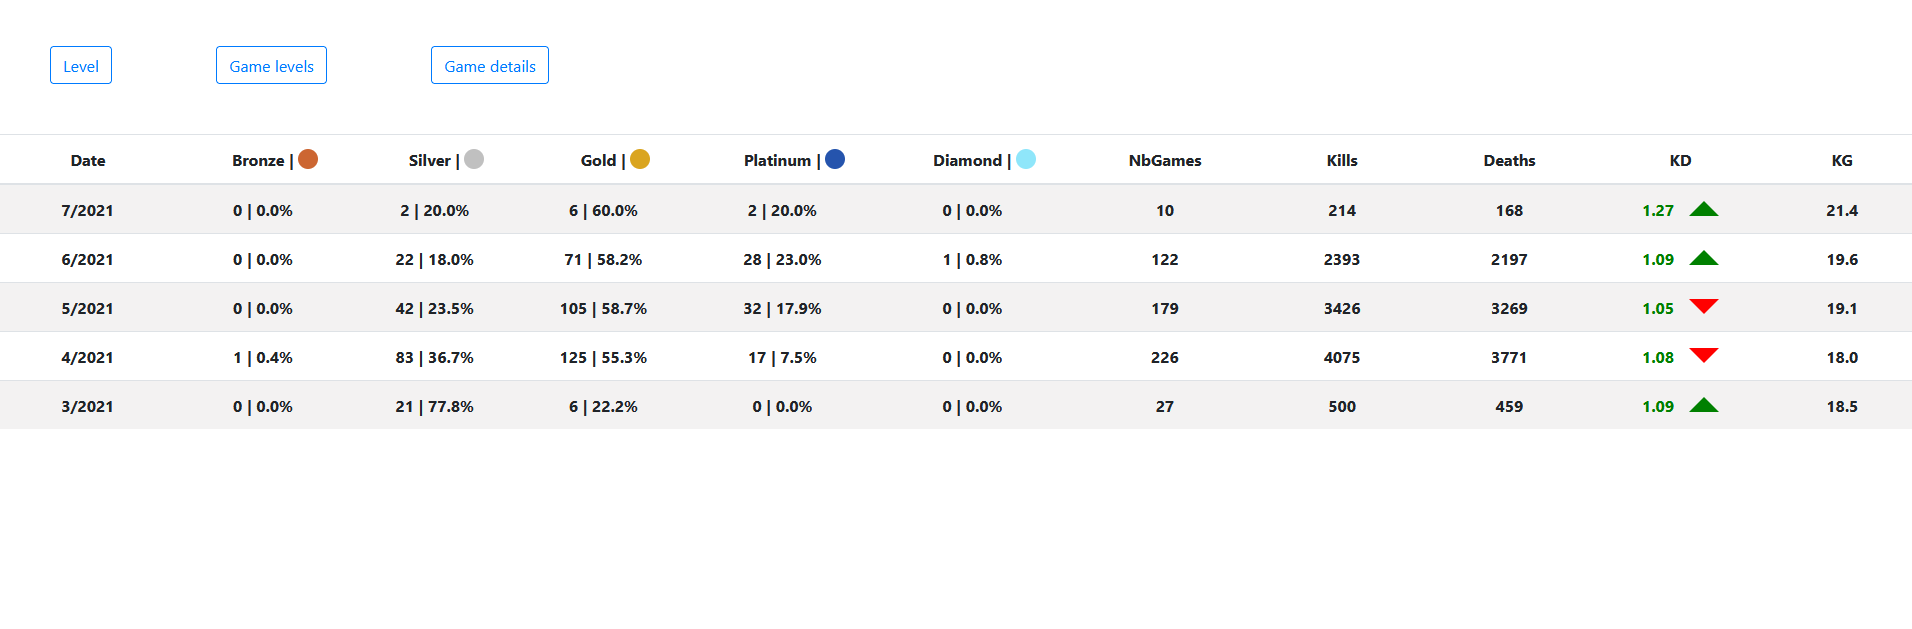 Level Game levels Game details
Date Bronze | Silver | Gold | Platinum | Diamond | NbGames Kills Deaths KD KG
7/2021 0 | 0.0% 2 | 20.0% 6 | 60.0% 2 | 20.0% 0 | 0.0% 10 214 168 1.27 21.4
6/2021 0 | 0.0% 22 | 18.0% 71 | 58.2% 28 | 23.0% 1 | 0.8% 122 2393 2197 1.09 19.6
5/2021 0 | 0.0% 42 | 23.5% 105 | 58.7% 32 | 17.9% 0 | 0.0% 179 3426 3269 1.05 19.1
4/2021 1 | 0.4% 83 | 36.7% 125 | 55.3% 17 | 7.5% 0 | 0.0% 226 4075 3771 1.08 18.0
3/2021 0 | 0.0% 21 | 77.8% 6 | 22.2% 0 | 0.0% 0 | 0.0% 27 500 459 1.09 18.5